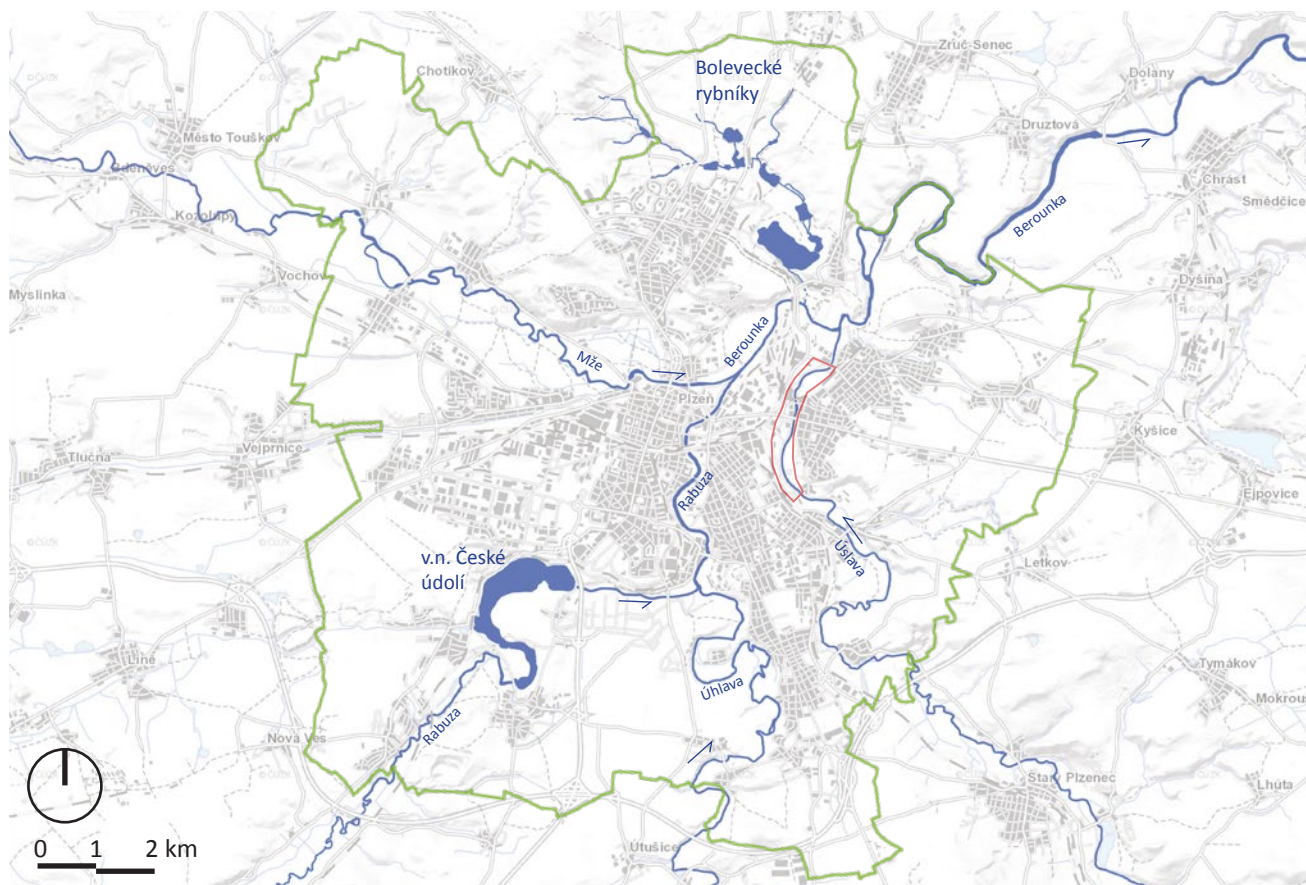 Zruč-Senec
Bolevecké
rybníky
Chotíkov
Dolany
Druztová
Město Touškov
Chrást
Smědčice
Kozolupy
Berounka
Vochov
Dyšina
Myslinka
Berounka
Mže
Plzeň
Kyšice
Vejprnice
Tlučná
Ejpovice
Rabuza
v.n. České
údolí
Úslava
Letkov
Líně
Tymákov
Úhlava
Mokrou
Rabuza
Nová Ves
Starý Plzenec
Lhůta
0 1 2 km
Útušice